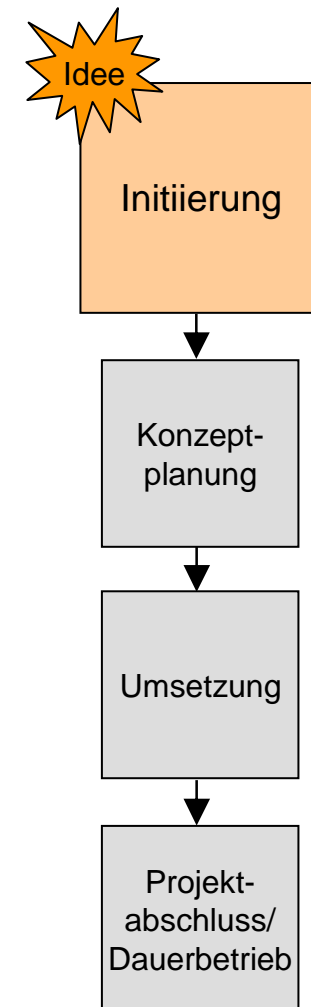 Idee
Initiierung
Konzept-
planung
Umsetzung
Projekt-
abschluss/
Dauerbetrieb